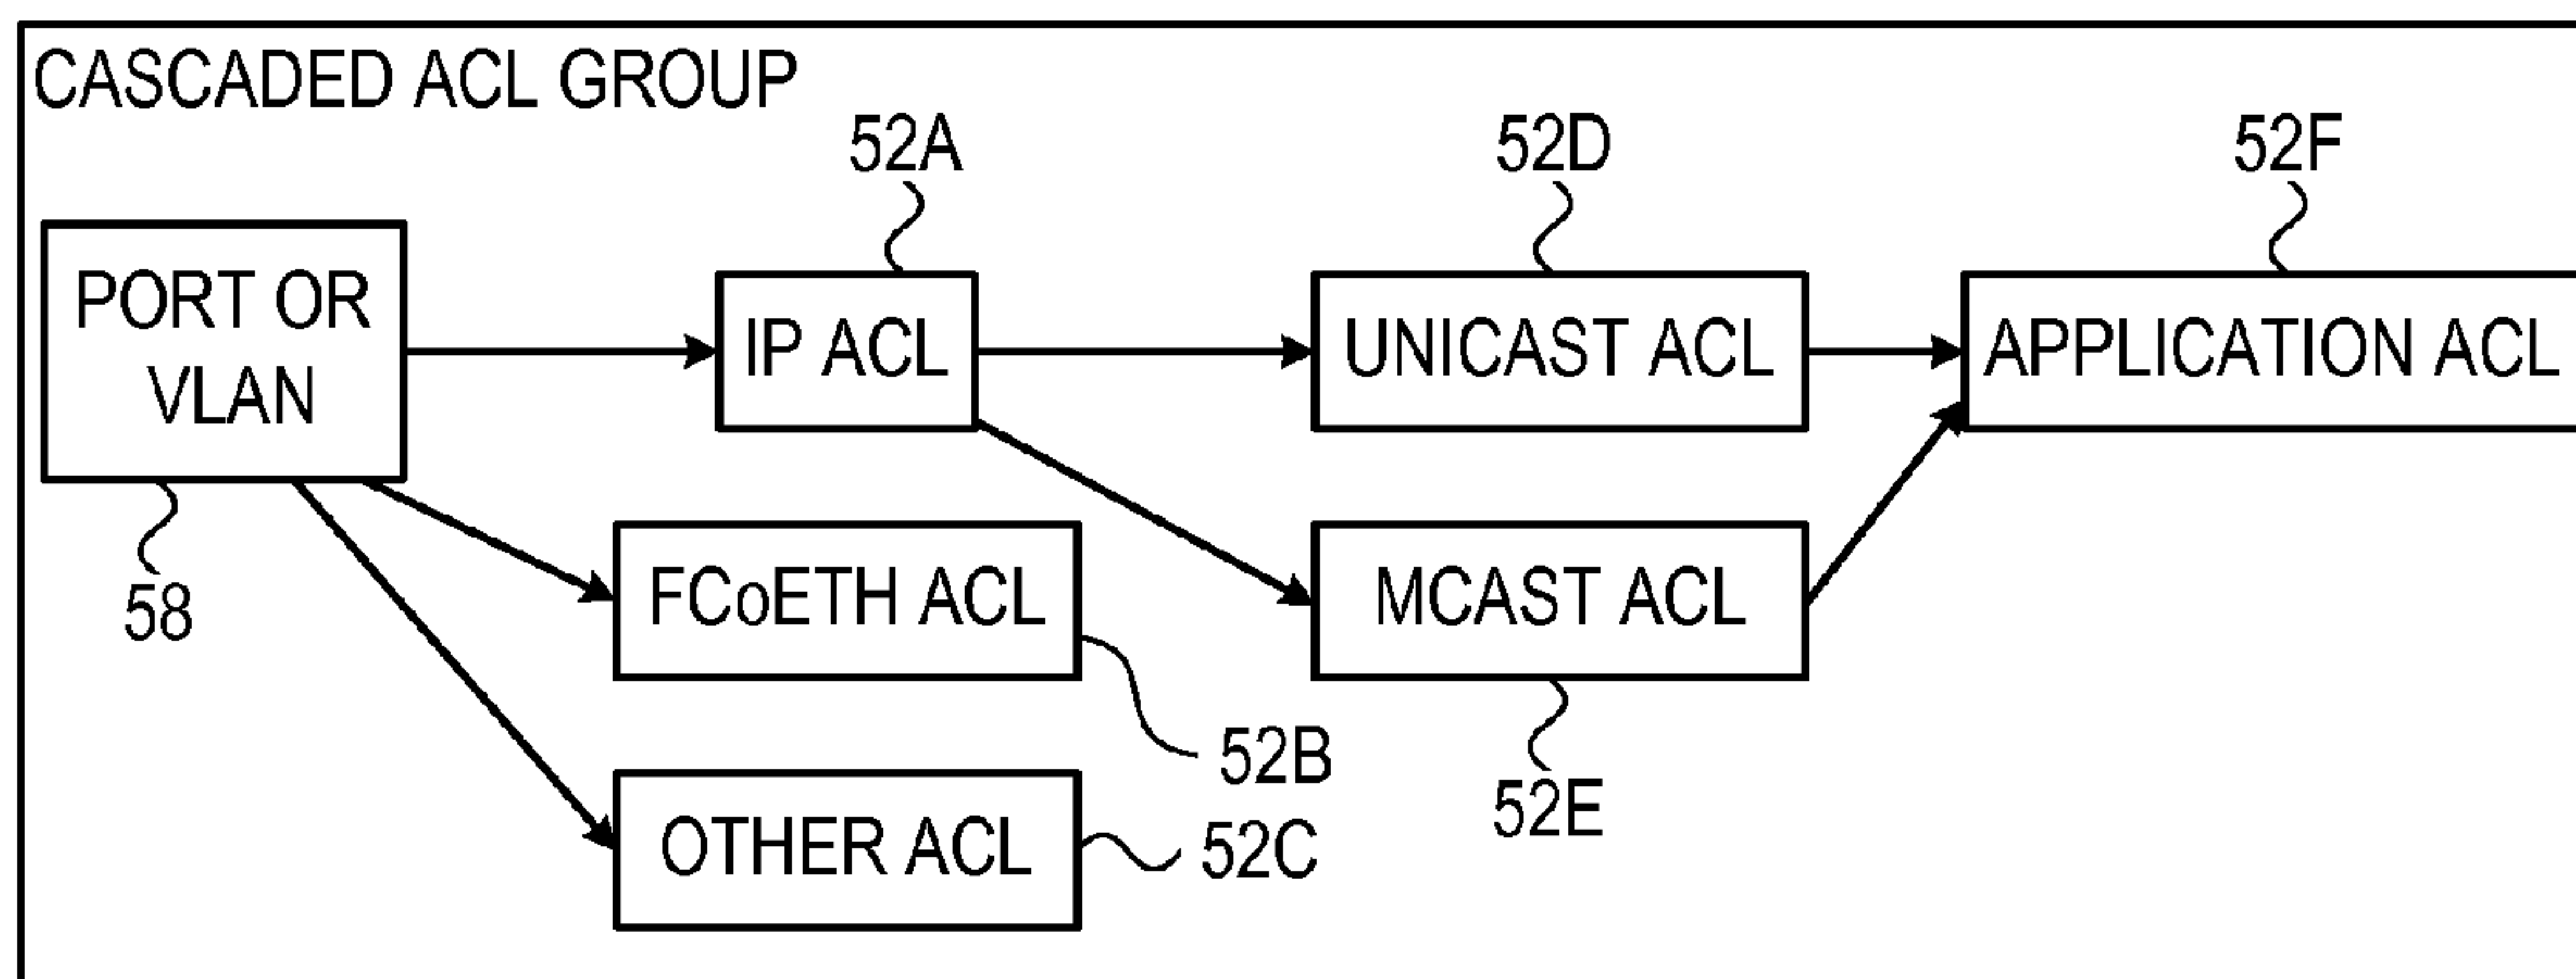 CASCADED ACL GROUP
52A
52D
52F
PORT OR
VLAN
IP ACL
UNICAST ACL
APPLICATION ACL
58
FCoETH ACL
MCAST ACL
52B
52E
OTHER ACL
52C